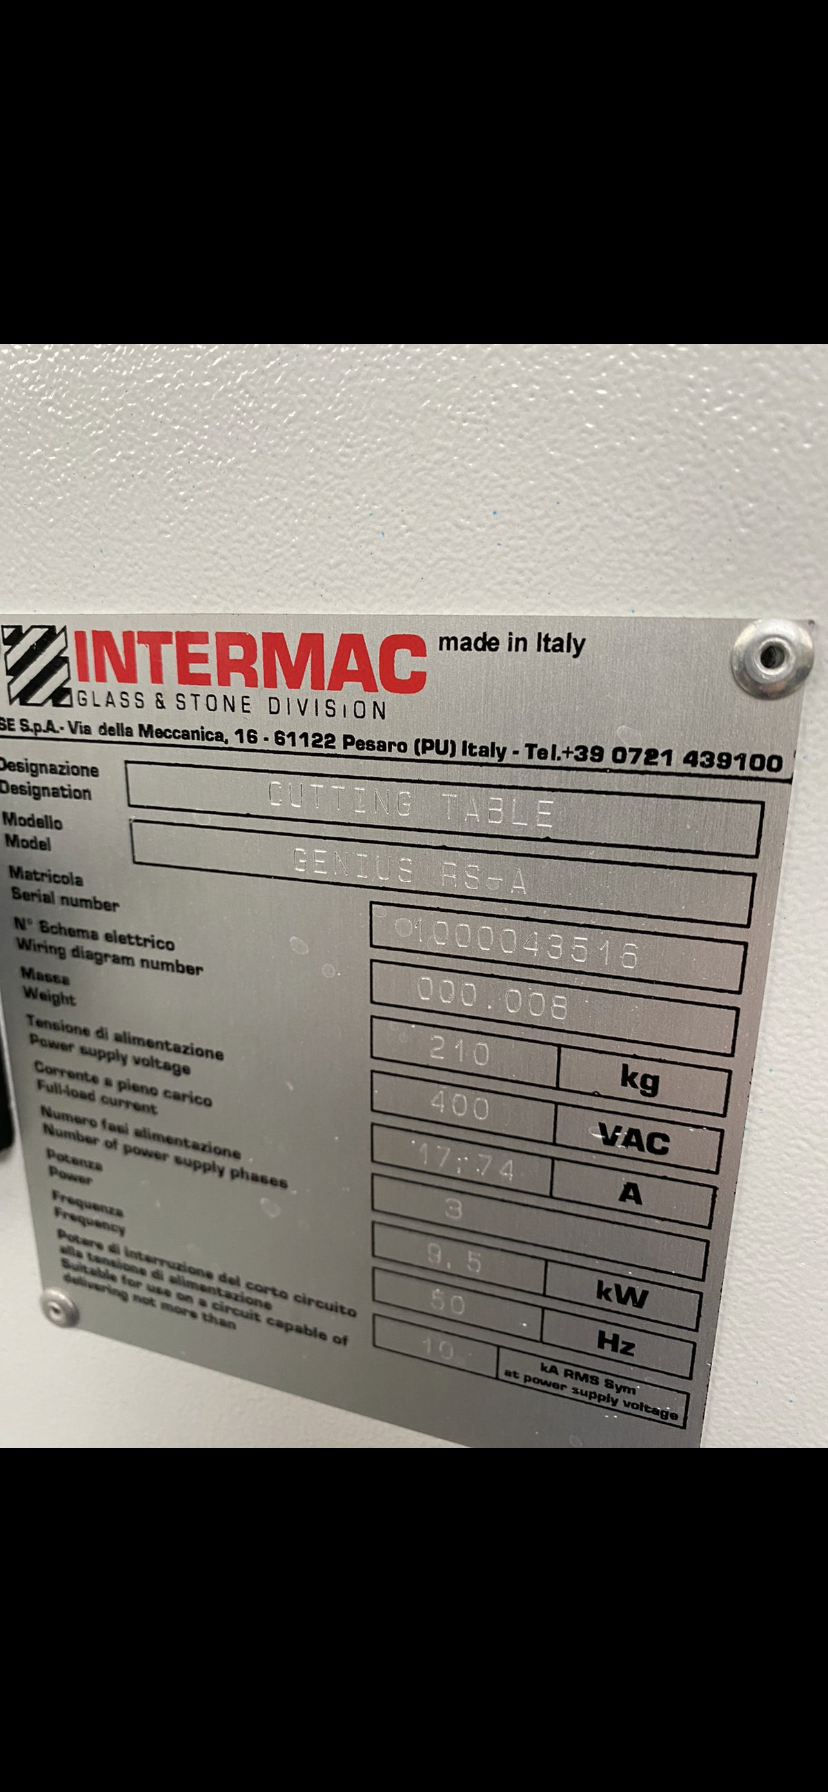 INTERMAC made in Italy
GLASS & STONE DIVISION
SE S.p.A.- Via della Meccanica, 16 - 61122 Pesaro (PU) Italy - Tel.+39 0721 439100
Designazione
Designation
CUTTING TABLE
Modello
Model
GENIUS RS-A
Matricola
Serial number
1000043516
N° Schema elettrico
Wiring diagram number
000.008
Massa
Weight
210 kg
Tensione di alimentazione
Power supply voltage
400 VAC
Corrente a pieno carico
Full-load current
17.74 A
Numero fasi alimentazione
Number of power supply phases
3
Potenza
Power
9.5 kW
Frequenza
Frequency
50 Hz
Potere di interruzione del corto circuito
alla tensione di alimentazione
Suitable for use on a circuit capable of
delivering not more than
10 kA RMS Sym
at power supply voltage